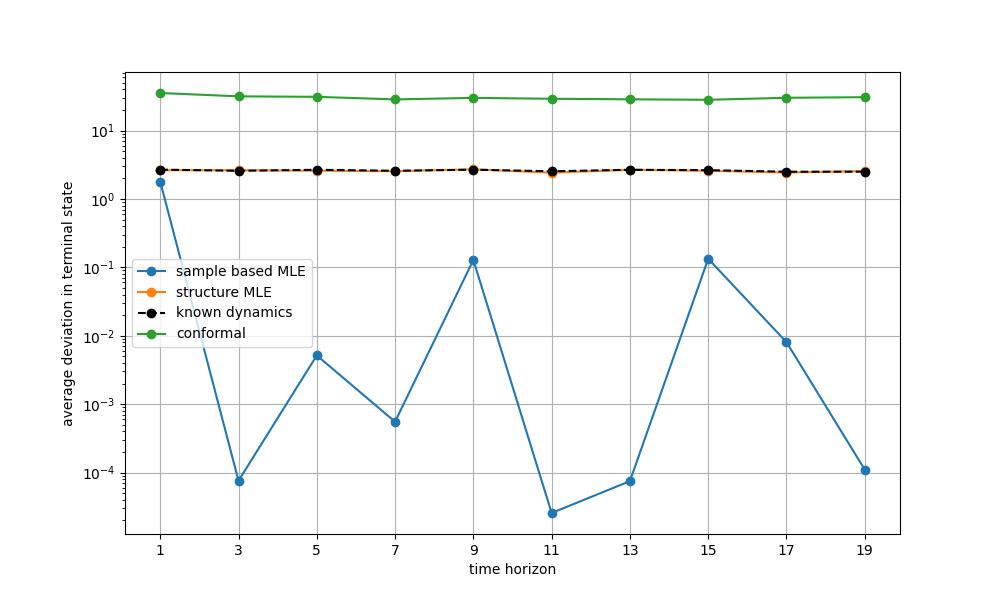 average deviation in terminal state
10¹
10⁰
10⁻¹
10⁻²
10⁻³
10⁻⁴
sample based MLE
structure MLE
known dynamics
conformal
1 3 5 7 9 11 13 15 17 19
time horizon